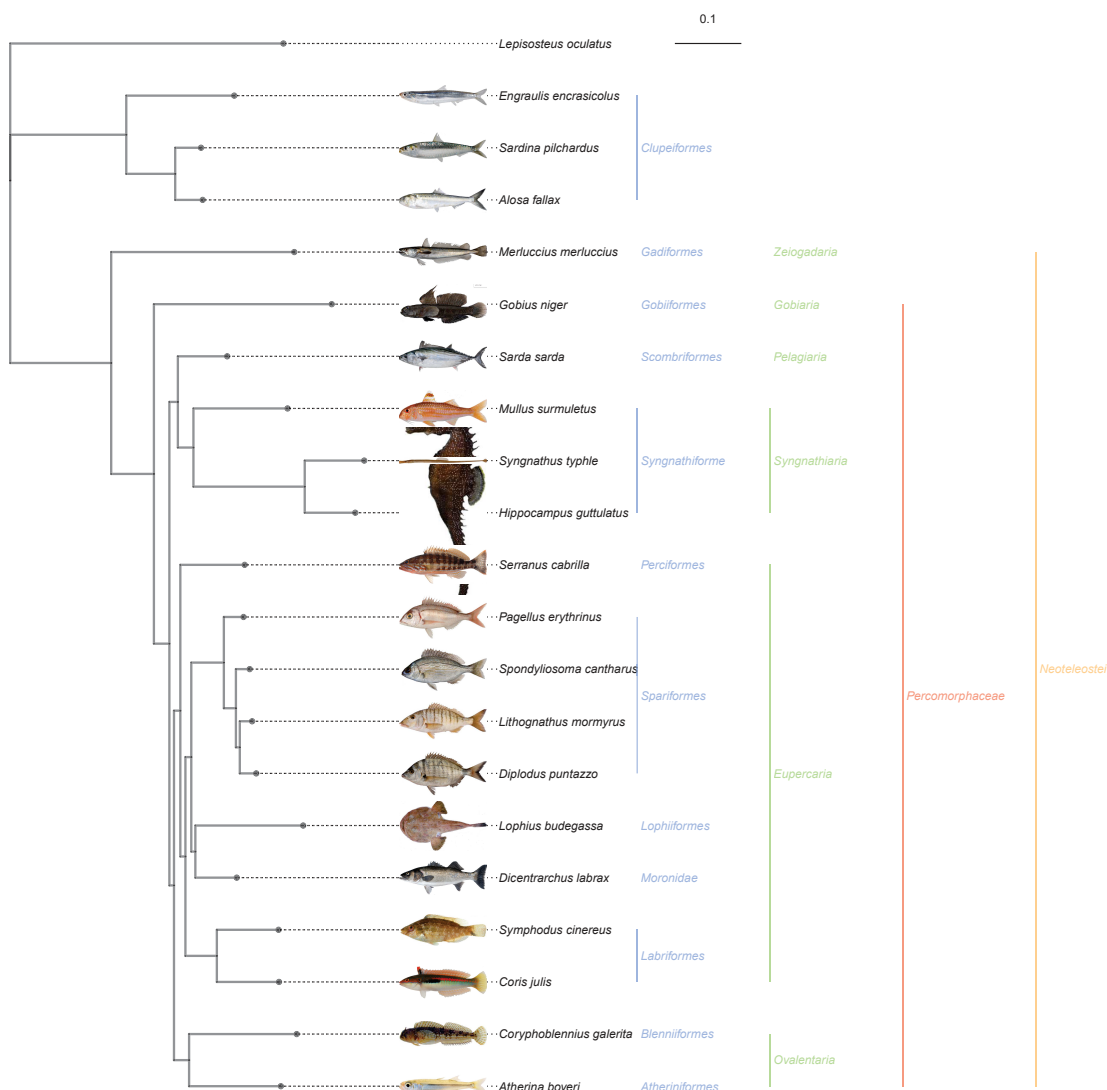 0.1
Lepisosteus oculatus
Engraulis encrasicolus
Sardina pilchardus Clupeiformes
Alosa fallax
Merluccius merluccius Gadiformes Zeiogadaria
Gobius niger Gobiiformes Gobiaria
Sarda sarda Scombriformes Pelagiaria
Mullus surmuletus
Syngnathus typhle Syngnathiforme Syngnathiaria
Hippocampus guttulatus
Serranus cabrilla Perciformes
Pagellus erythrinus
Spondyliosoma cantharus Neoteleostei
Spariformes Percomorphaceae
Lithognathus mormyrus
Diplodus puntazzo Eupercaria
Lophius budegassa Lophiiformes
Dicentrarchus labrax Moronidae
Symphodus cinereus
Labriformes
Coris julis
Coryphoblennius galerita Blenniiformes
Ovalentaria
Atherina boyeri Atheriniformes